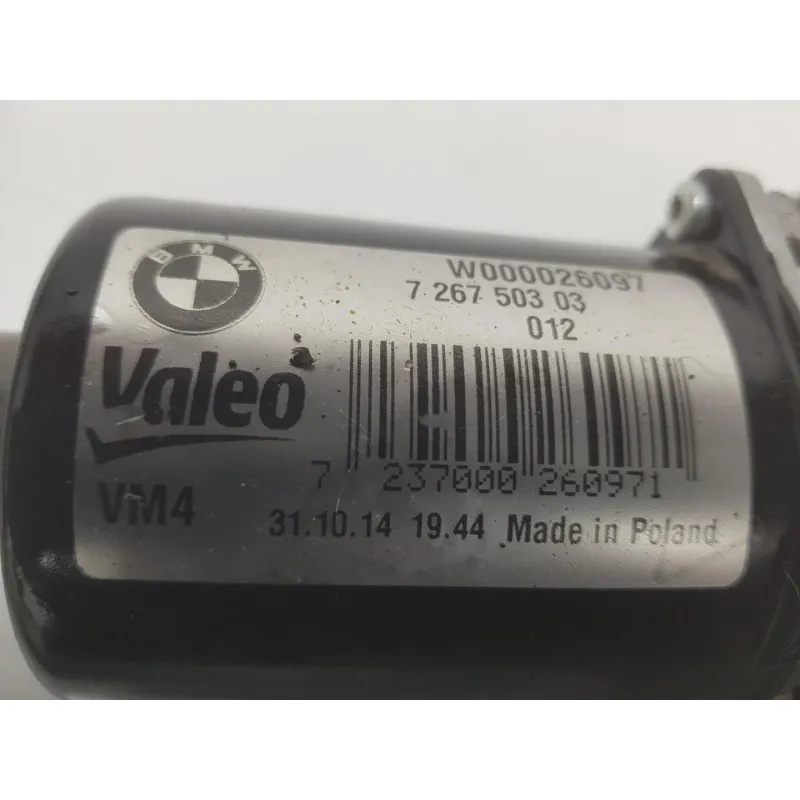 BMW
W000026097
7 267 503 03
012
Valeo
7 237000 260971
VM4
31.10.14 19.44 Made in Poland